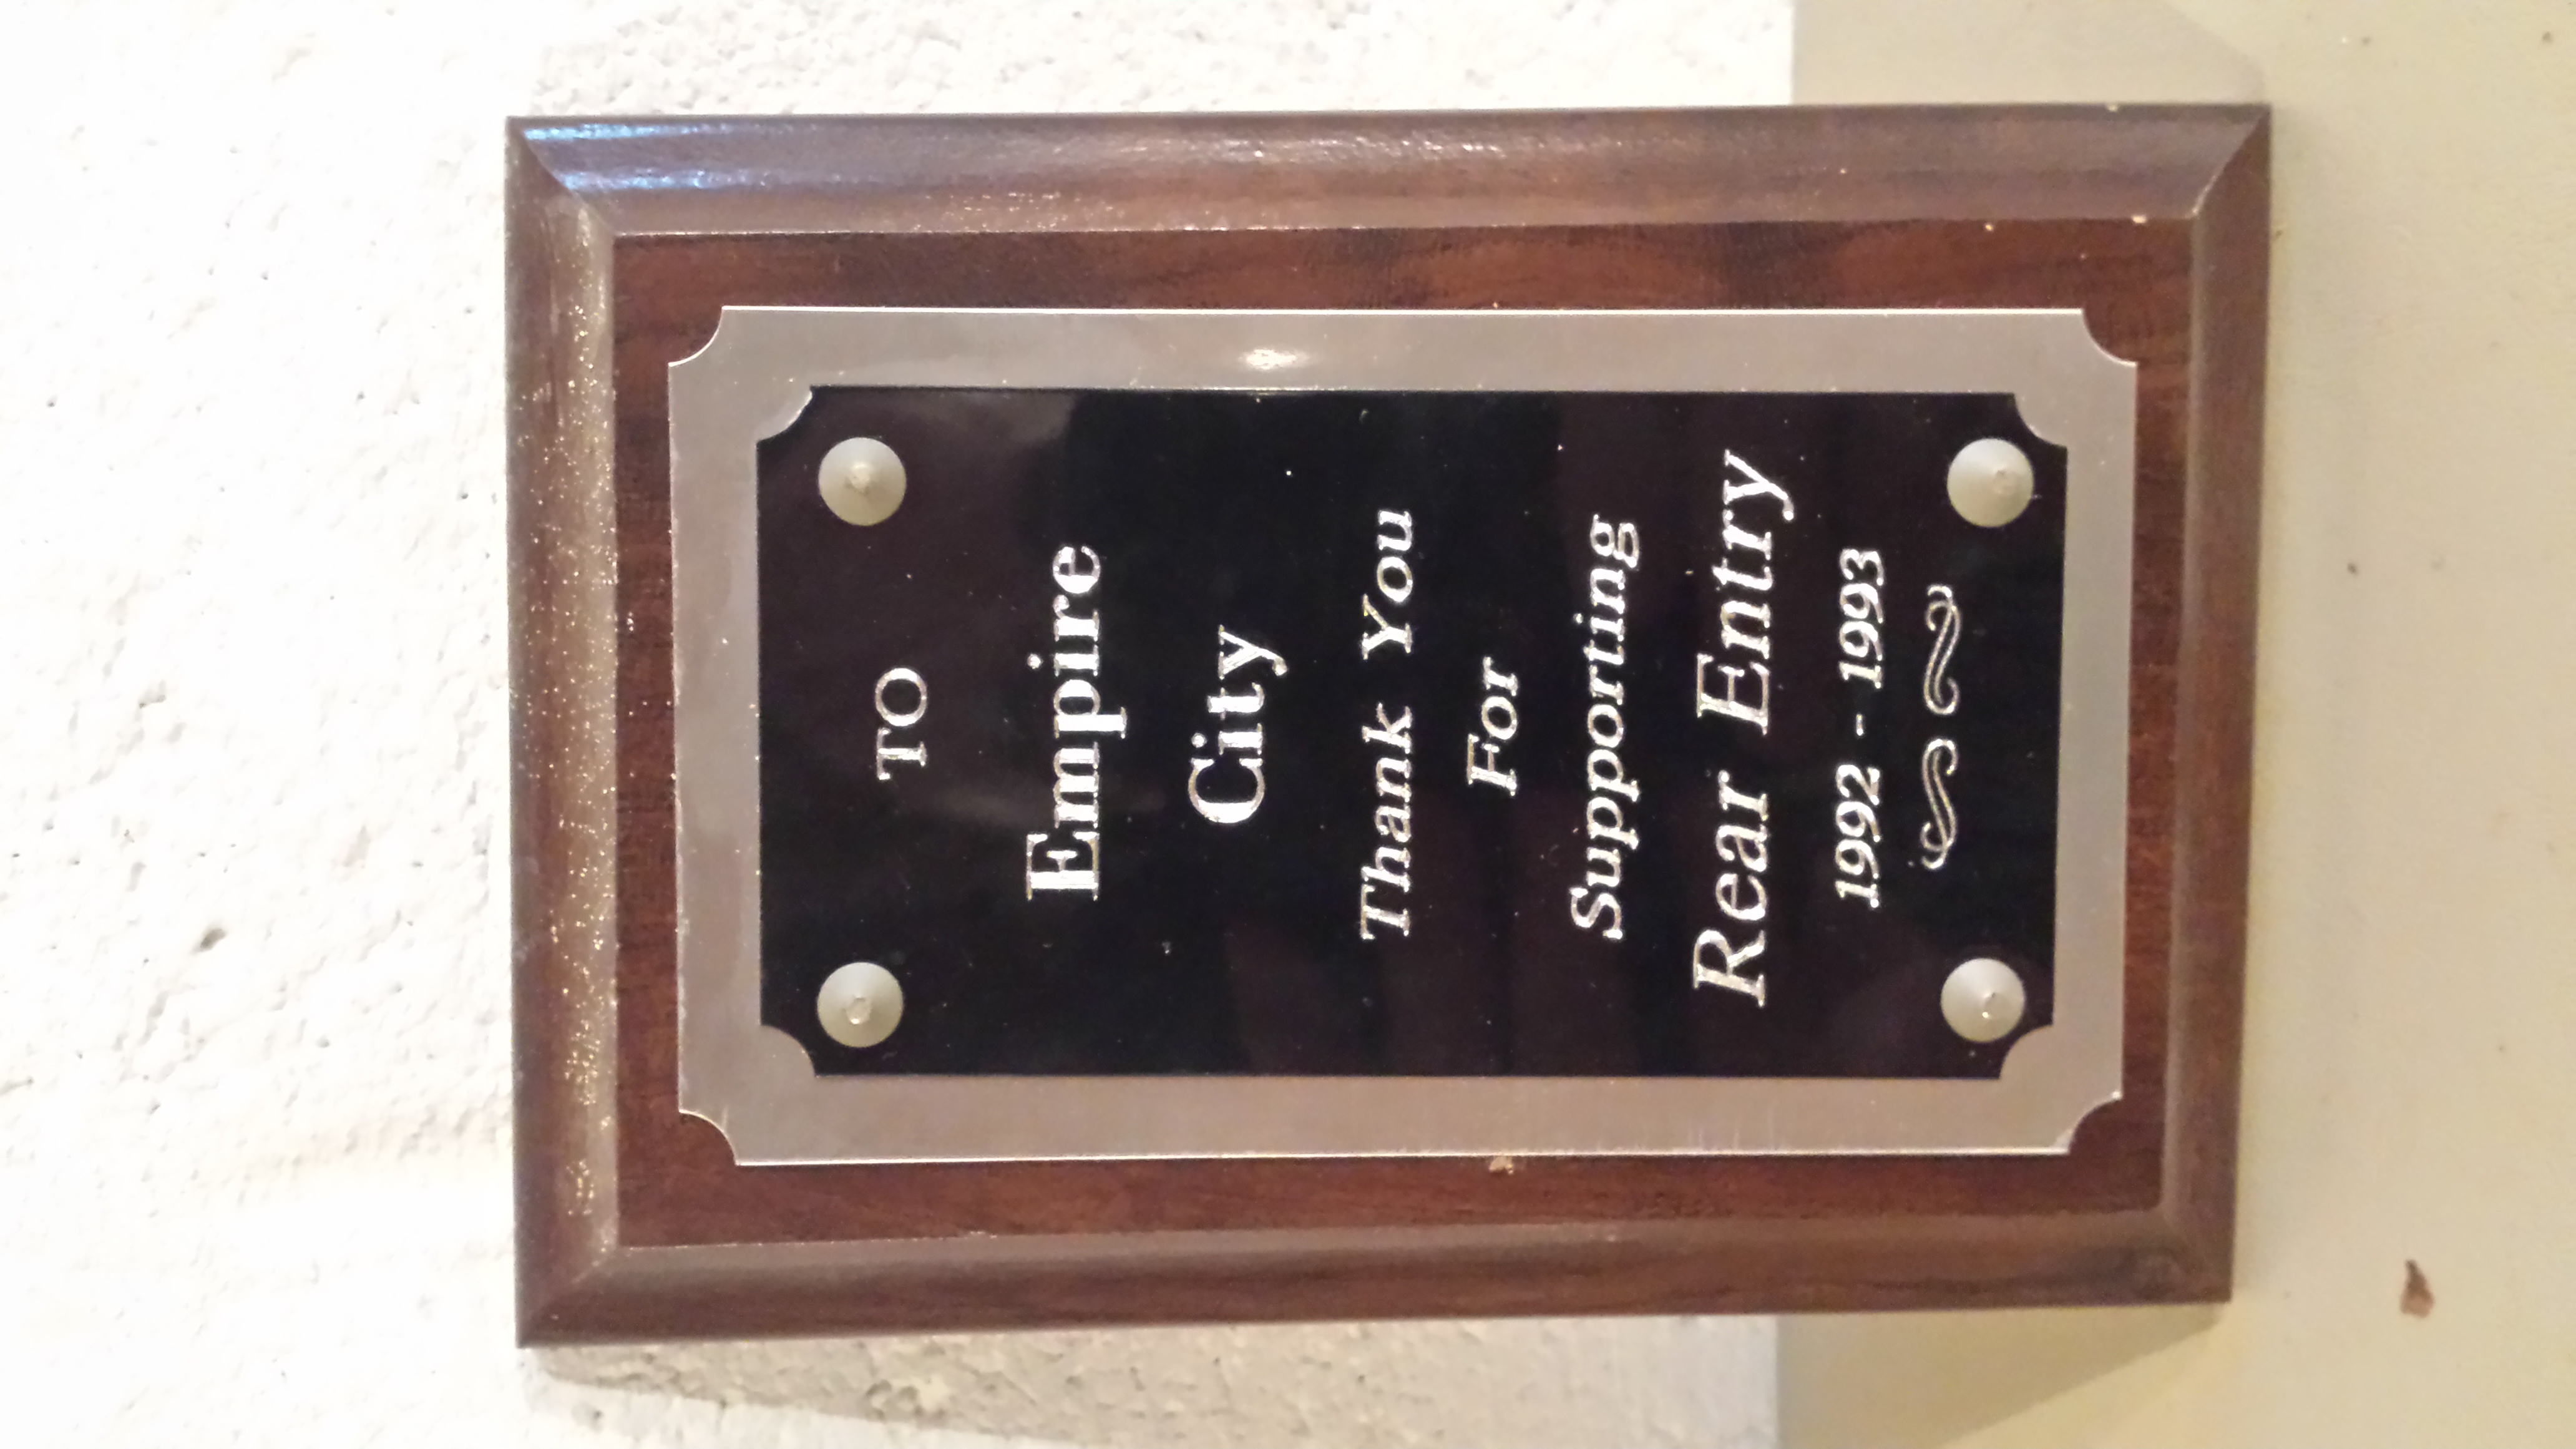 TO
Empire
City
Thank You
For
Supporting
Rear Entry
1992 - 1993